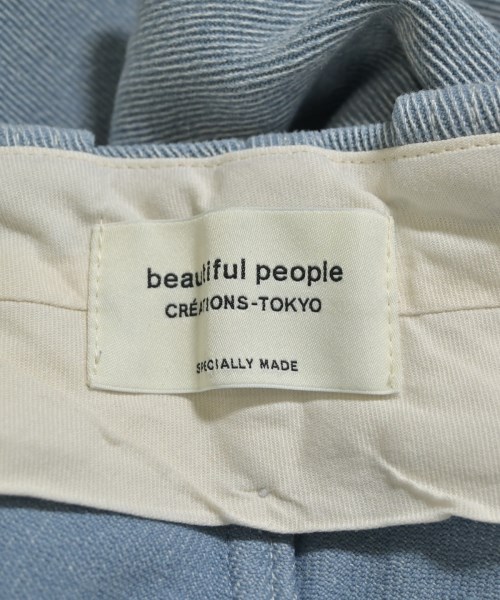 beautiful people
CRÉATIONS-TOKYO
SPECIALLY MADE